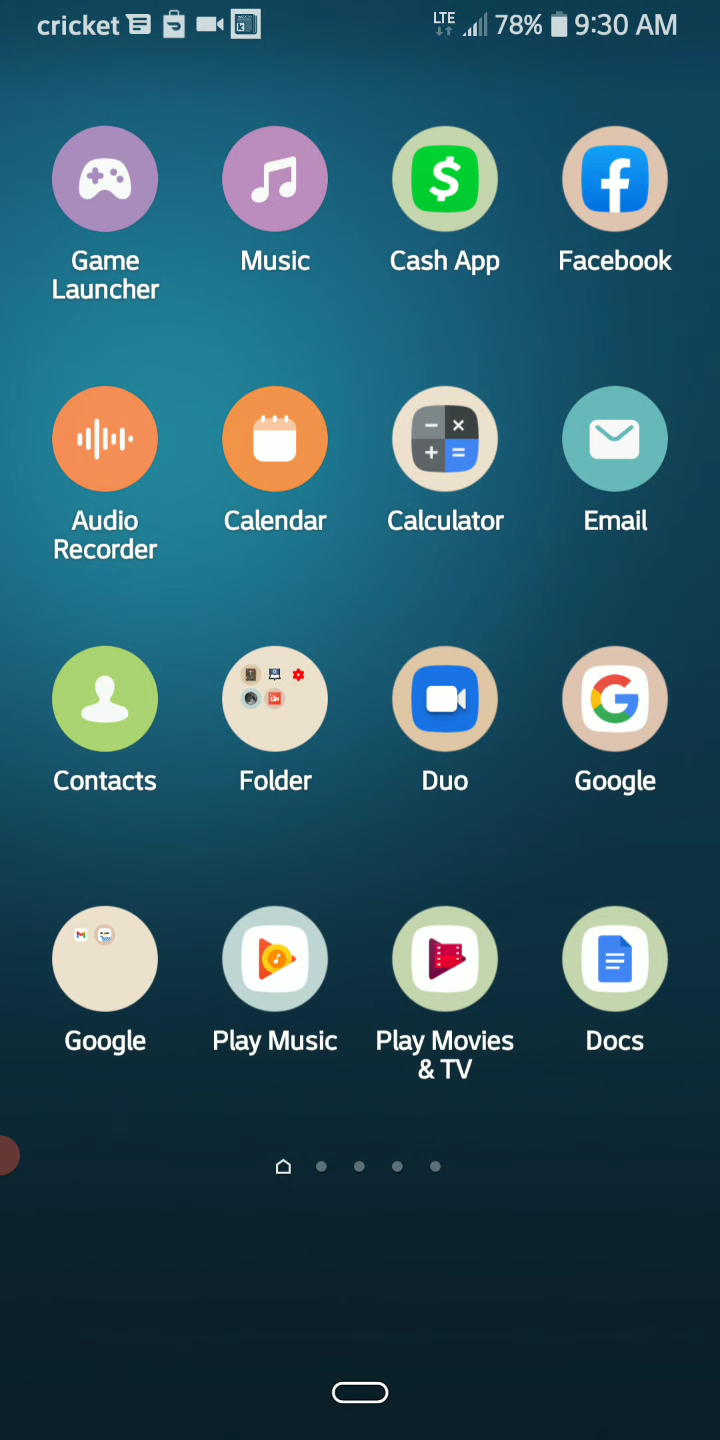 cricket LTE 78% 9:30 AM
Game Launcher
Music
Cash App
Facebook
Audio Recorder
Calendar
Calculator
Email
Contacts
Folder
Duo
Google
Google
Play Music
Play Movies & TV
Docs